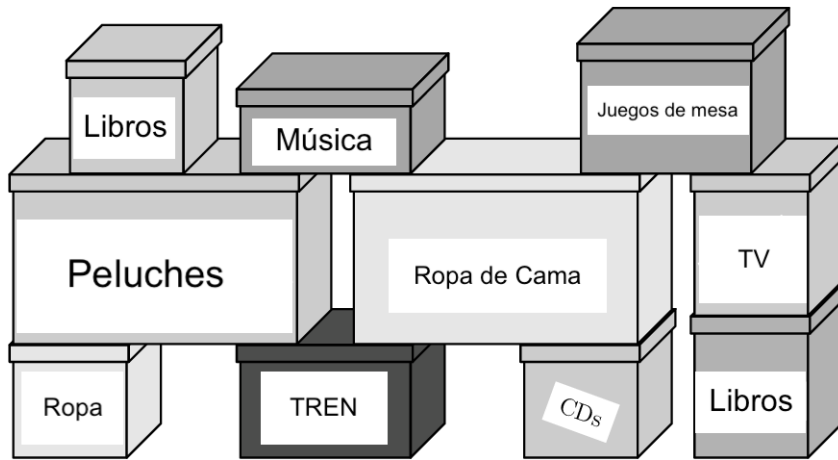 Libros
Música
Juegos de mesa
Peluches
Ropa de Cama
TV
Ropa
TREN
CDs
Libros